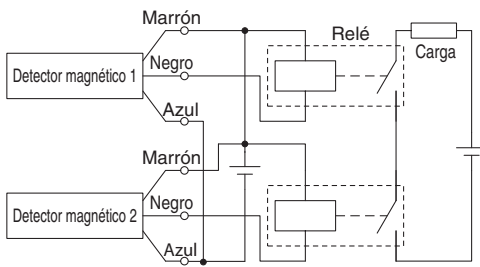 Marrón
Relé
Carga
Detector magnético 1
Negro
Azul
Marrón
Detector magnético 2
Negro
Azul